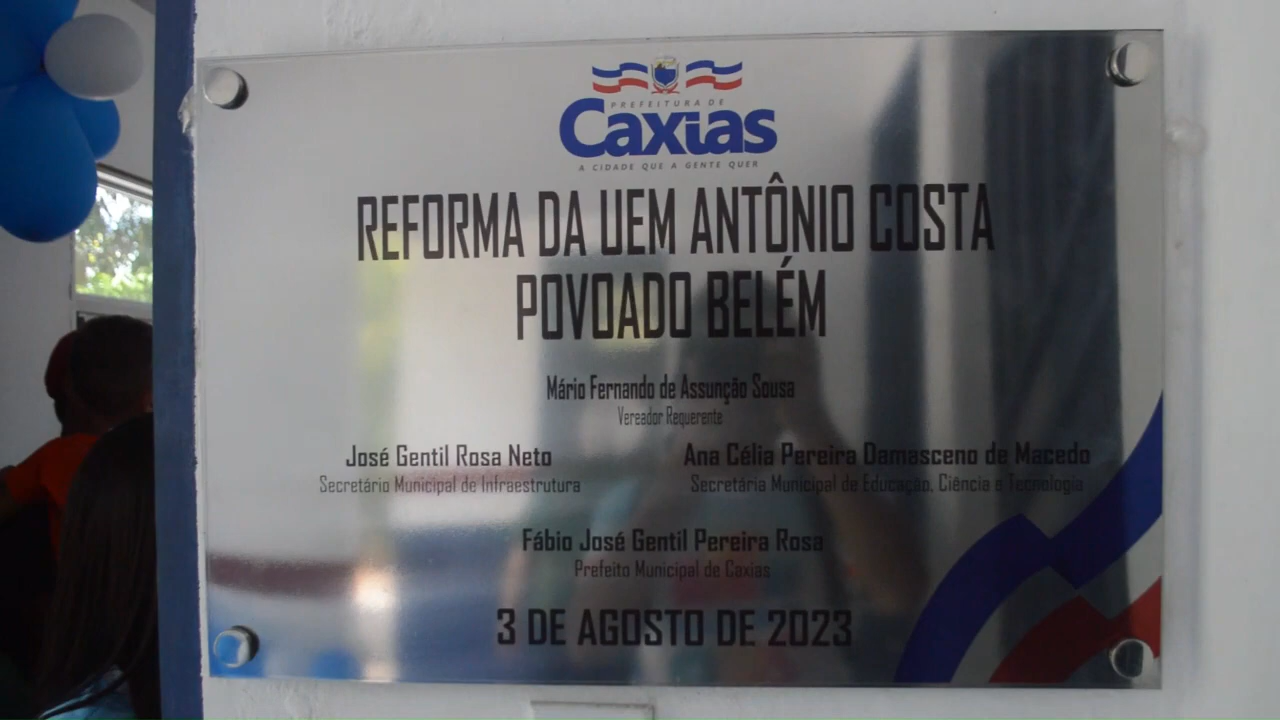 PREFEITURA DE
Caxias
A CIDADE QUE A GENTE QUER
REFORMA DA UEM ANTÔNIO COSTA
POVOADO BELÉM
Mário Fernando de Assunção Sousa
Vereador Requerente
José Gentil Rosa Neto
Secretário Municipal de Infraestrutura
Ana Célia Pereira Damasceno de Macedo
Secretária Municipal de Educação, Ciência e Tecnologia
Fábio José Gentil Pereira Rosa
Prefeito Municipal de Caxias
3 DE AGOSTO DE 2023